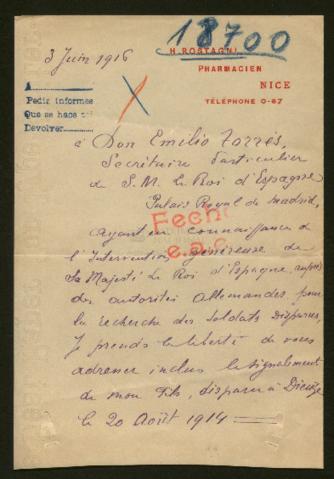 18700
3 Juin 1916
H. ROSTAGNI
PHARMACIEN
NICE
TÉLÉPHONE 0-67
A
Pedir informes
Que se hace
Devolver
à Don Emilio Torrès,
Secrétaire Particulier
de S. M. le Roi d'Espagne
Palais Royal de Madrid,
Fecha
ayant eu connaissance de
l'Intervention généreuse de
e.a.c.
Sa Majesté le Roi d'Espagne, auprès
des autorités Allemandes pour
la recherche des Soldats disparus,
Je prends la liberté de vous
adresser inclus le signalement
de mon fils, disparu à Dieuze
le 20 Août 1914